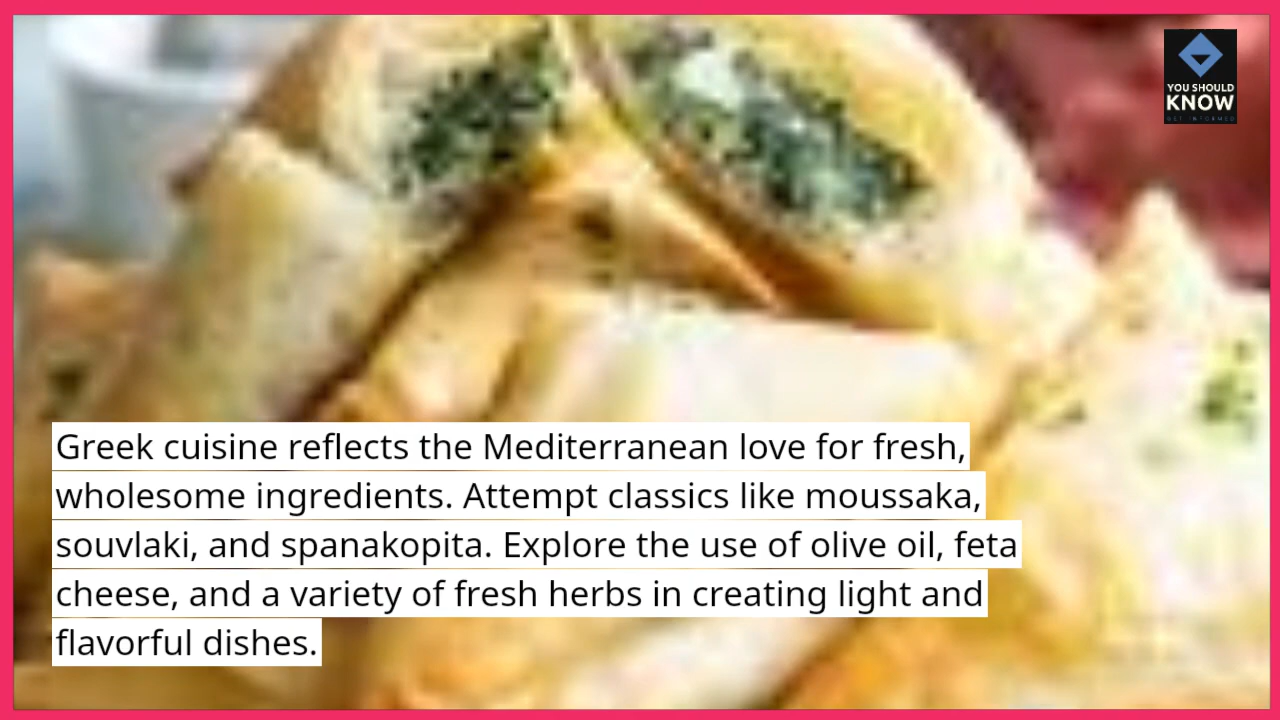 YOU SHOULD
KNOW
GET INFORMED
Greek cuisine reflects the Mediterranean love for fresh,
wholesome ingredients. Attempt classics like moussaka,
souvlaki, and spanakopita. Explore the use of olive oil, feta
cheese, and a variety of fresh herbs in creating light and
flavorful dishes.